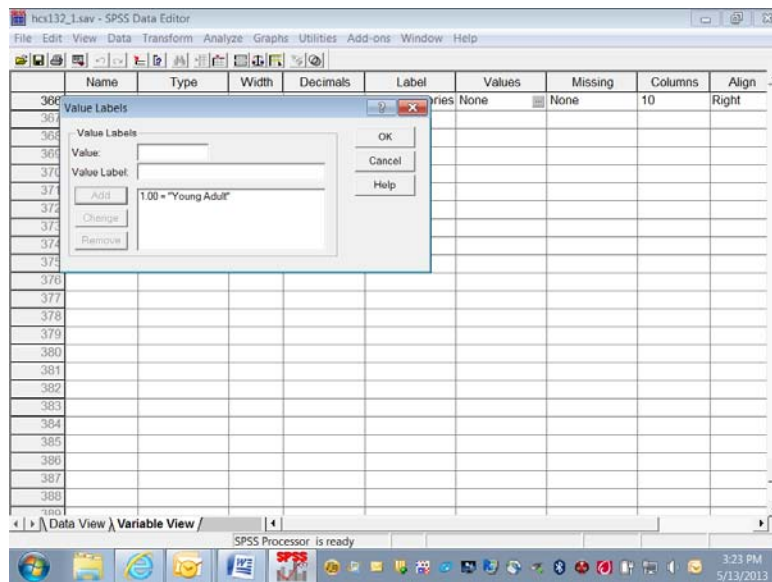 hcs132_1.sav - SPSS Data Editor
File Edit View Data Transform Analyze Graphs Utilities Add-ons Window Help
Name Type Width Decimals Label Values Missing Columns Align
366 ries None None 10 Right
Value Labels
367
368 Value Labels OK
369 Value:
Cancel
370 Value Label:
Help
371 Add 1.00 = "Young Adult"
372
373 Change
374 Remove
375
376
377
378
379
380
381
382
383
384
385
386
387
388
389
Data View Variable View
SPSS Processor is ready
SPSS
3:23 PM
5/13/2013